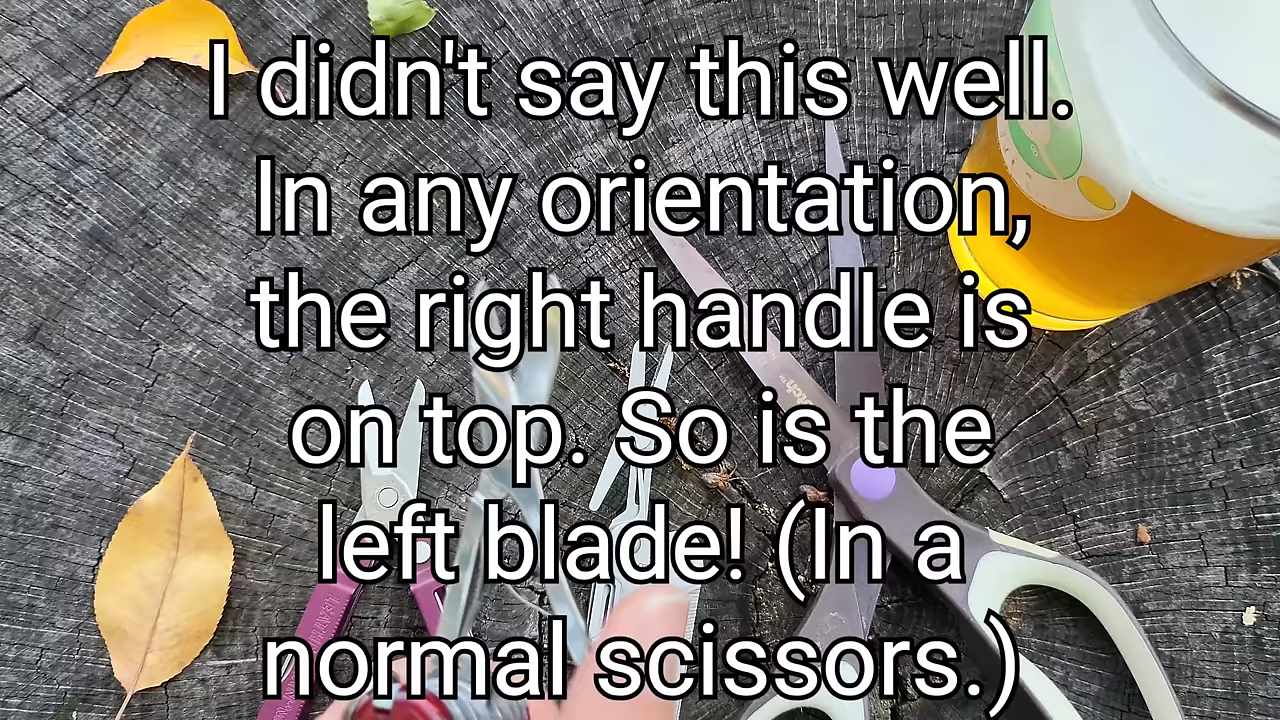 I didn't say this well.
In any orientation,
the right handle is
on top. So is the
left blade! (In a
normal scissors.)